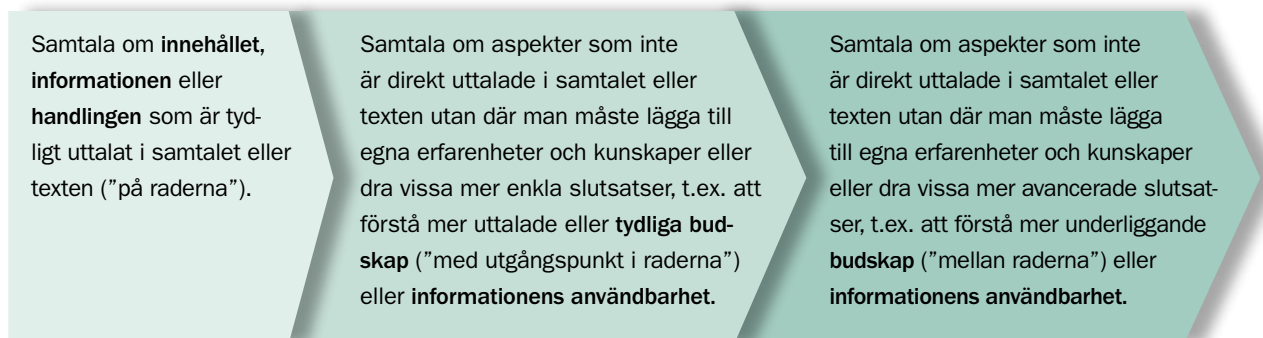 Samtala om innehållet,
informationen eller
handlingen som är tyd-
ligt uttalat i samtalet eller
texten (”på raderna”).
Samtala om aspekter som inte
är direkt uttalade i samtalet eller
texten utan där man måste lägga till
egna erfarenheter och kunskaper eller
dra vissa mer enkla slutsatser, t.ex. att
förstå mer uttalade eller tydliga bud-
skap (”med utgångspunkt i raderna”)
eller informationens användbarhet.
Samtala om aspekter som inte
är direkt uttalade i samtalet eller
texten utan där man måste lägga
till egna erfarenheter och kunskaper
eller dra vissa mer avancerade slutsat-
ser, t.ex. att förstå mer underliggande
budskap (”mellan raderna”) eller
informationens användbarhet.